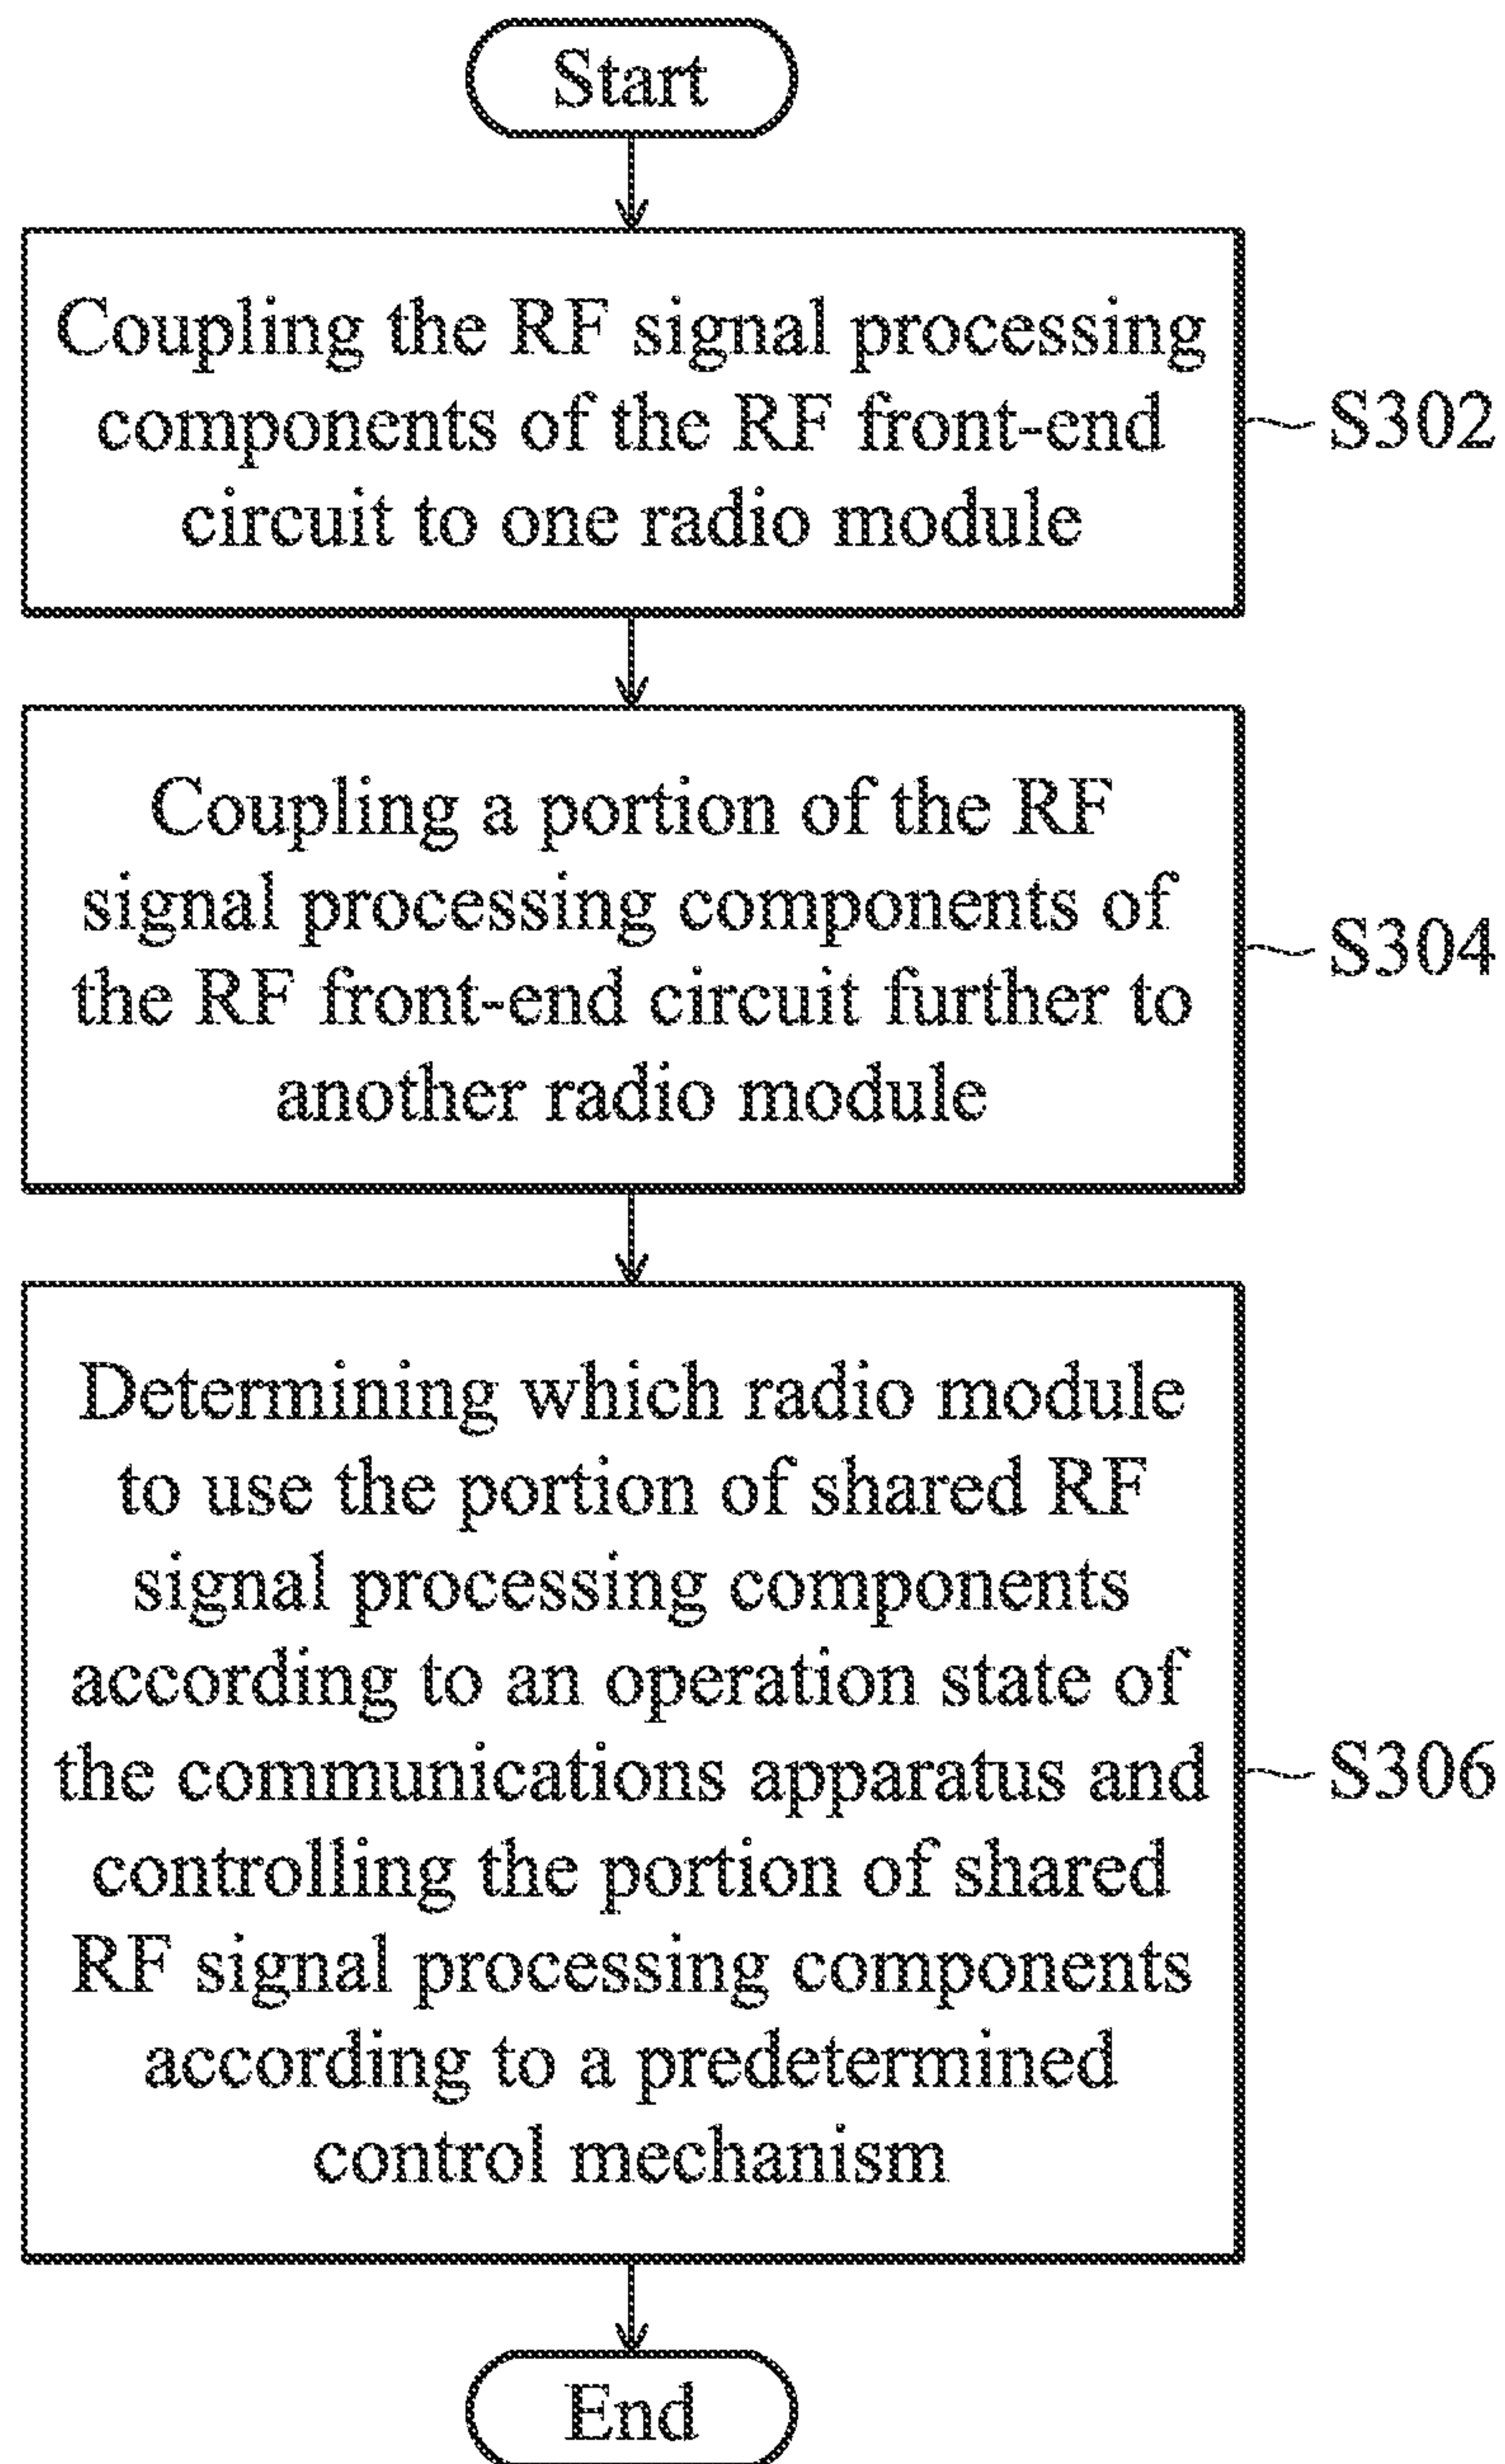 Start
Coupling the RF signal processing
components of the RF front-end
circuit to one radio module
S302
Coupling a portion of the RF
signal processing components of
the RF front-end circuit further to
another radio module
S304
Determining which radio module
to use the portion of shared RF
signal processing components
according to an operation state of
the communications apparatus and
controlling the portion of shared
RF signal processing components
according to a predetermined
control mechanism
S306
End